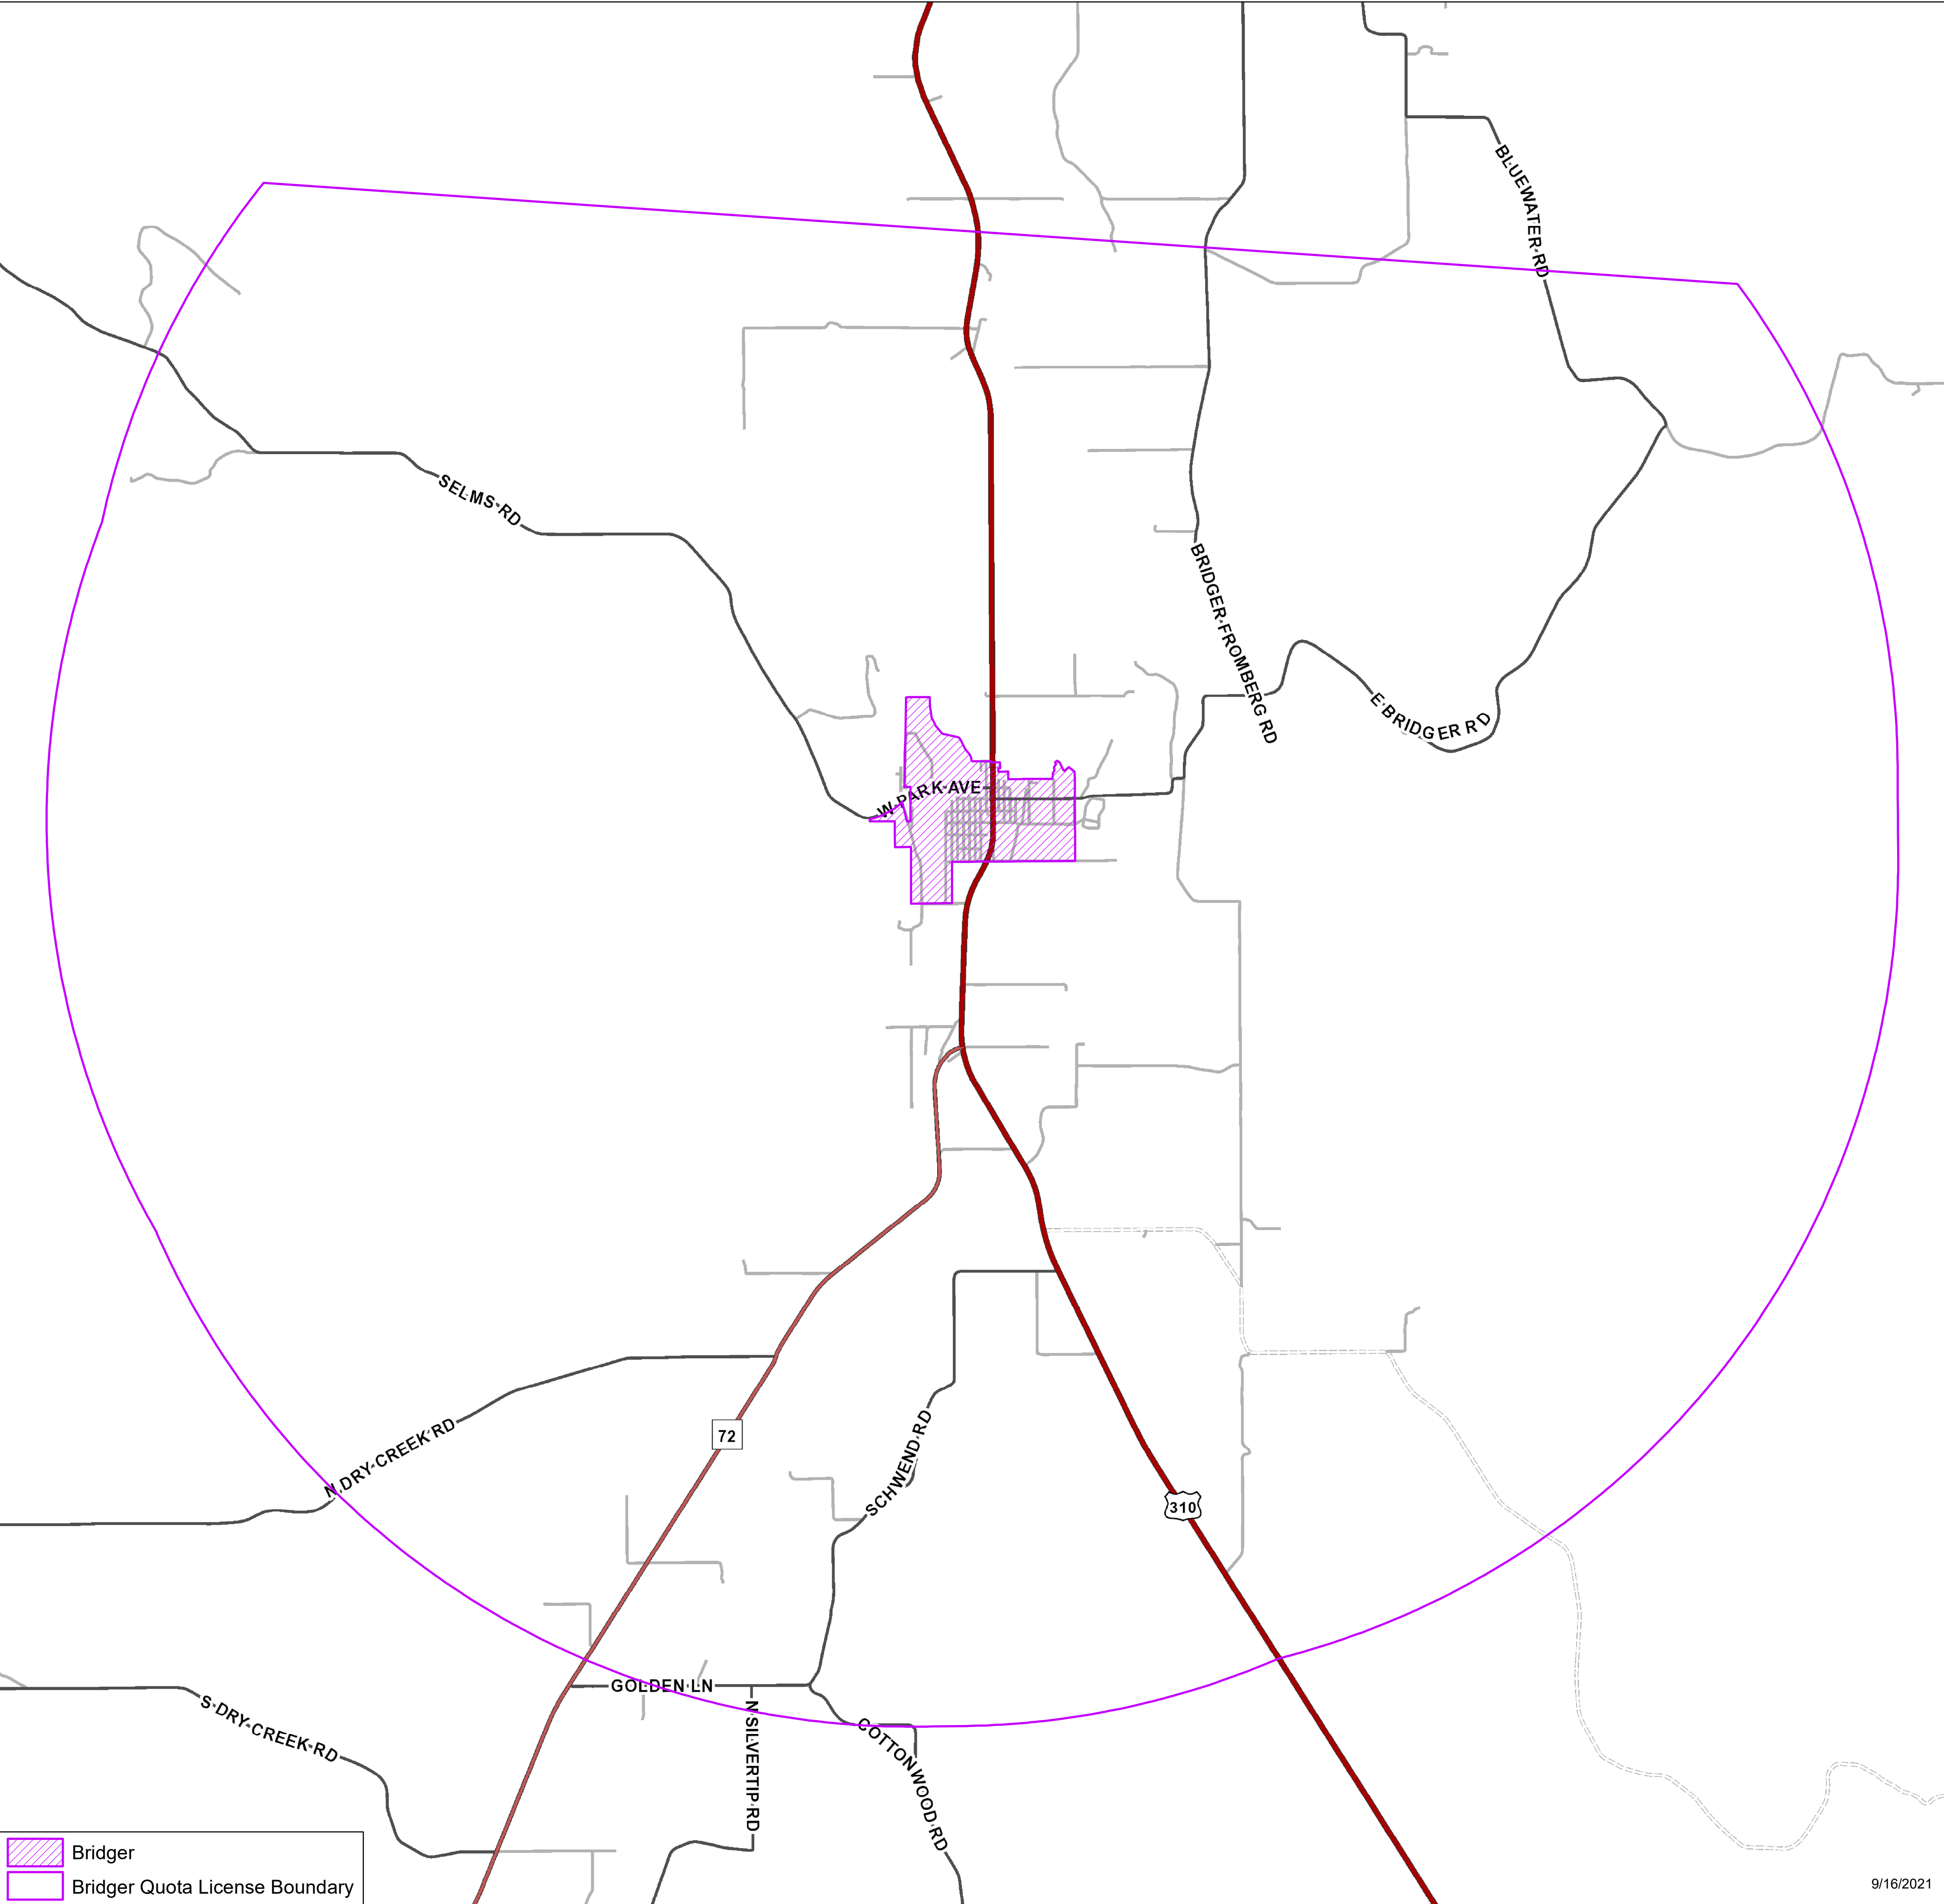 BLUEWATER RD
SELMS RD
BRIDGER-FROMBERG RD
E BRIDGER RD
W PARK AVE
N DRY CREEK RD
72
SCHWEND RD
310
GOLDEN LN
S DRY CREEK RD
N SILVERTIP RD
COTTONWOOD RD
Bridger
Bridger Quota License Boundary
9/16/2021